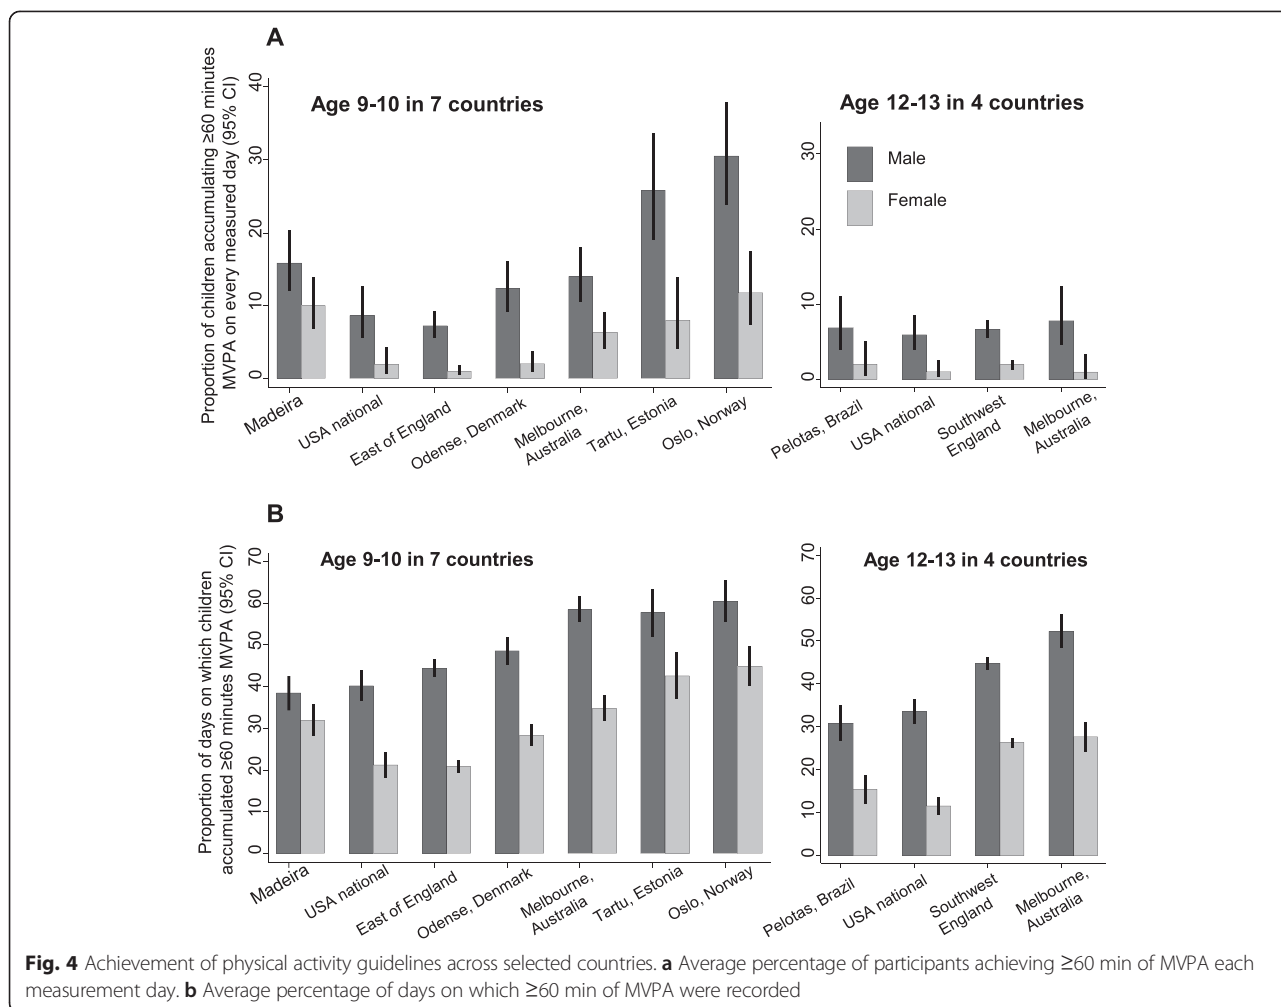 A
Proportion of children accumulating ≥60 minutes
MVPA on every measured day (95% CI)
Age 9-10 in 7 countries
40
30
20
10
0
Madeira
USA national
East of England
Odense, Denmark
Melbourne,
Australia
Tartu, Estonia
Oslo, Norway
Age 12-13 in 4 countries
Male
Female
30
20
10
0
Pelotas, Brazil
USA national
Southwest
England
Melbourne,
Australia
B
Proportion of days on which children
accumulated ≥60 minutes MVPA (95% CI)
Age 9-10 in 7 countries
70
60
50
40
30
20
10
0
Madeira
USA national
East of England
Odense, Denmark
Melbourne,
Australia
Tartu, Estonia
Oslo, Norway
Age 12-13 in 4 countries
70
60
50
40
30
20
10
0
Pelotas, Brazil
USA national
Southwest
England
Melbourne,
Australia
Fig. 4 Achievement of physical activity guidelines across selected countries. a Average percentage of participants achieving ≥60 min of MVPA each
measurement day. b Average percentage of days on which ≥60 min of MVPA were recorded